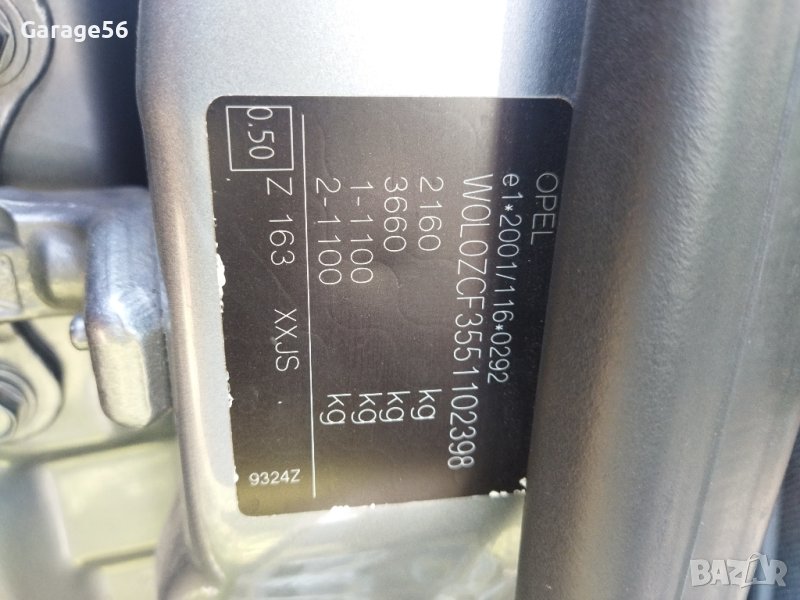 Garage56
OPEL
e1*2001/116*0292
W0L0ZCF3551102398
2160 kg
3660 kg
1-1100 kg
2-1100 kg
0.50 Z 163 XXJS
9324Z
BAZAR